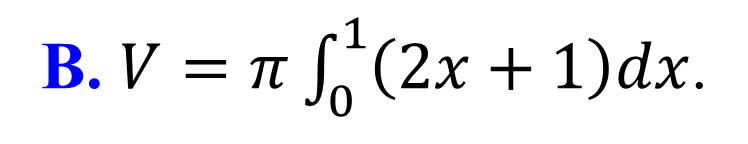 B. V = π ∫₀¹(2x + 1)dx.